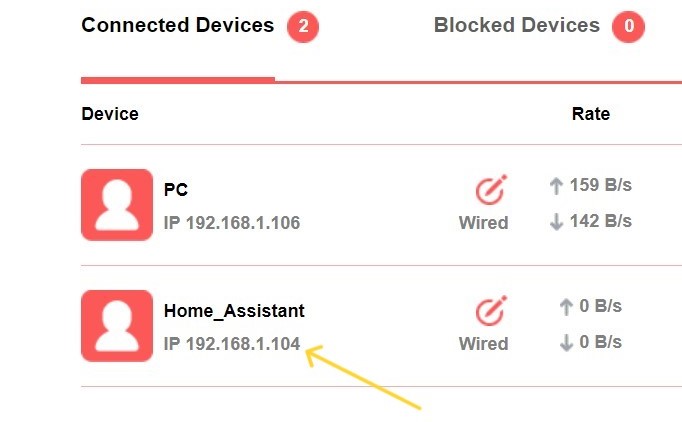 Connected Devices 2 Blocked Devices 0
Device Rate
PC 159 B/s
IP 192.168.1.106 Wired 142 B/s
Home_Assistant 0 B/s
IP 192.168.1.104 Wired 0 B/s